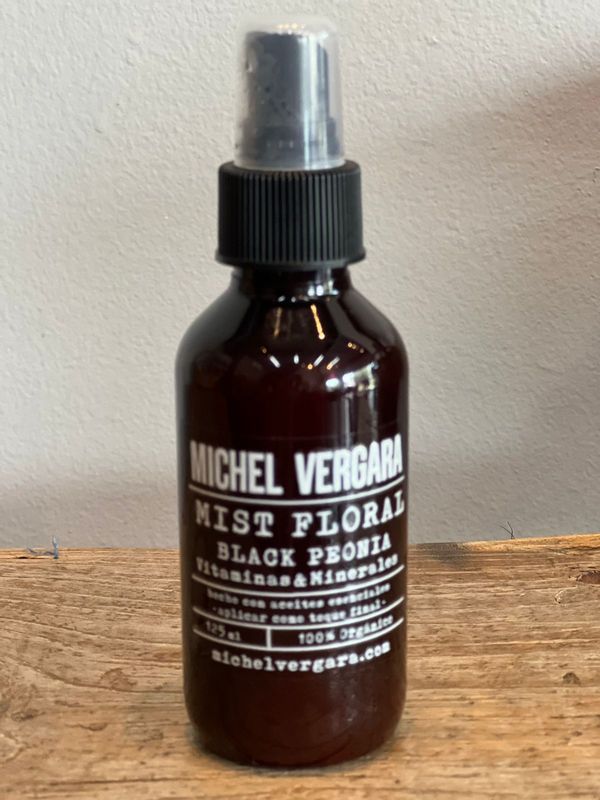 MICHEL VERGARA
MIST FLORAL
BLACK PEONIA
Vitaminas & Minerales
hecho con aceites esenciales
-aplicar como toque final-
125 ml 100% Orgánico
michelvergara.com